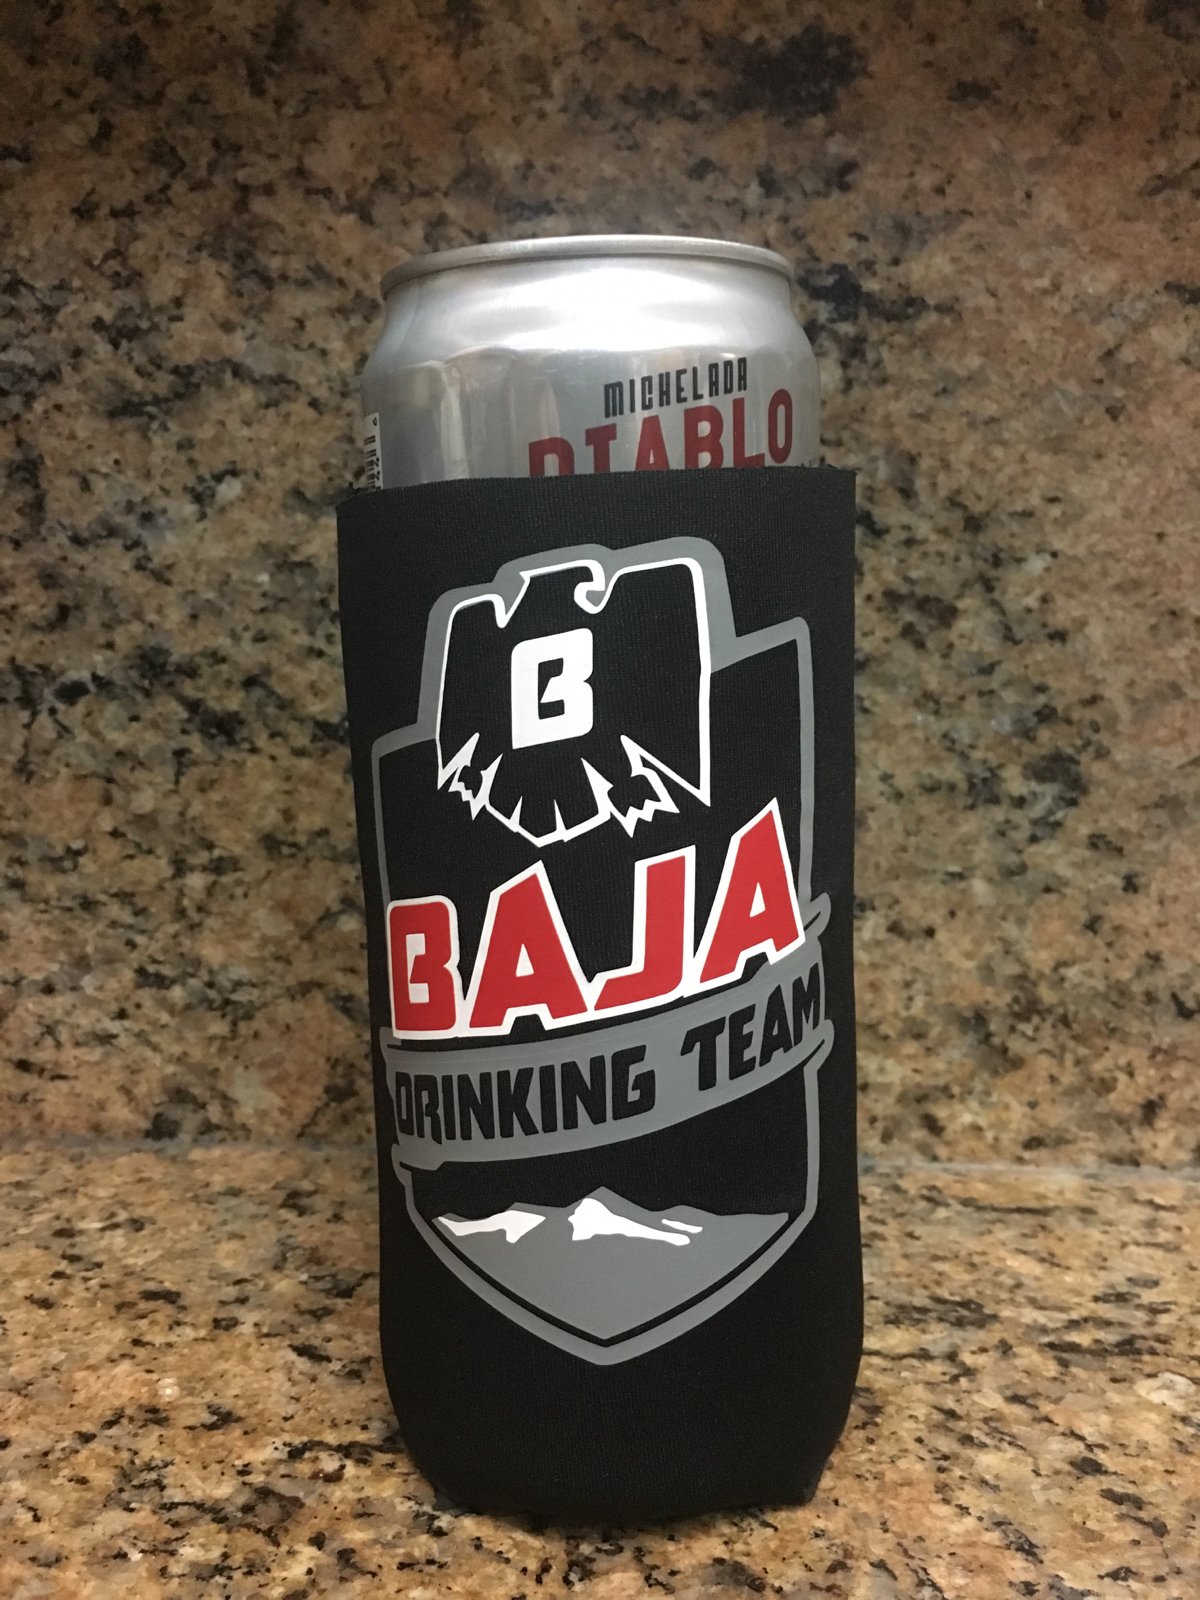 MICHELADA
DIABLO
B
BAJA
DRINKING TEAM